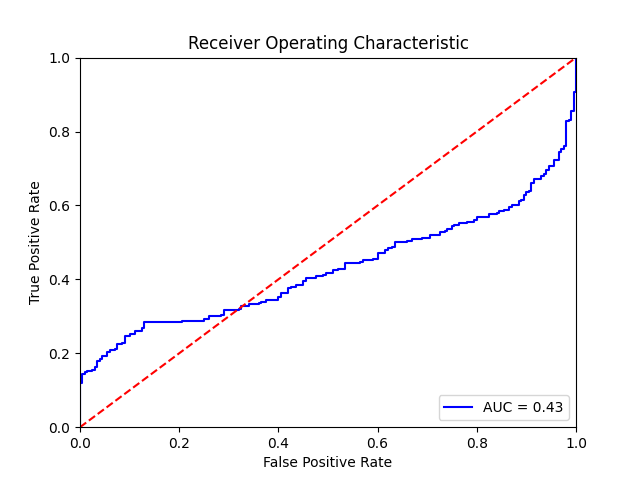 Receiver Operating Characteristic
True Positive Rate
1.0
0.8
0.6
0.4
0.2
0.0
AUC = 0.43
0.0 0.2 0.4 0.6 0.8 1.0
False Positive Rate